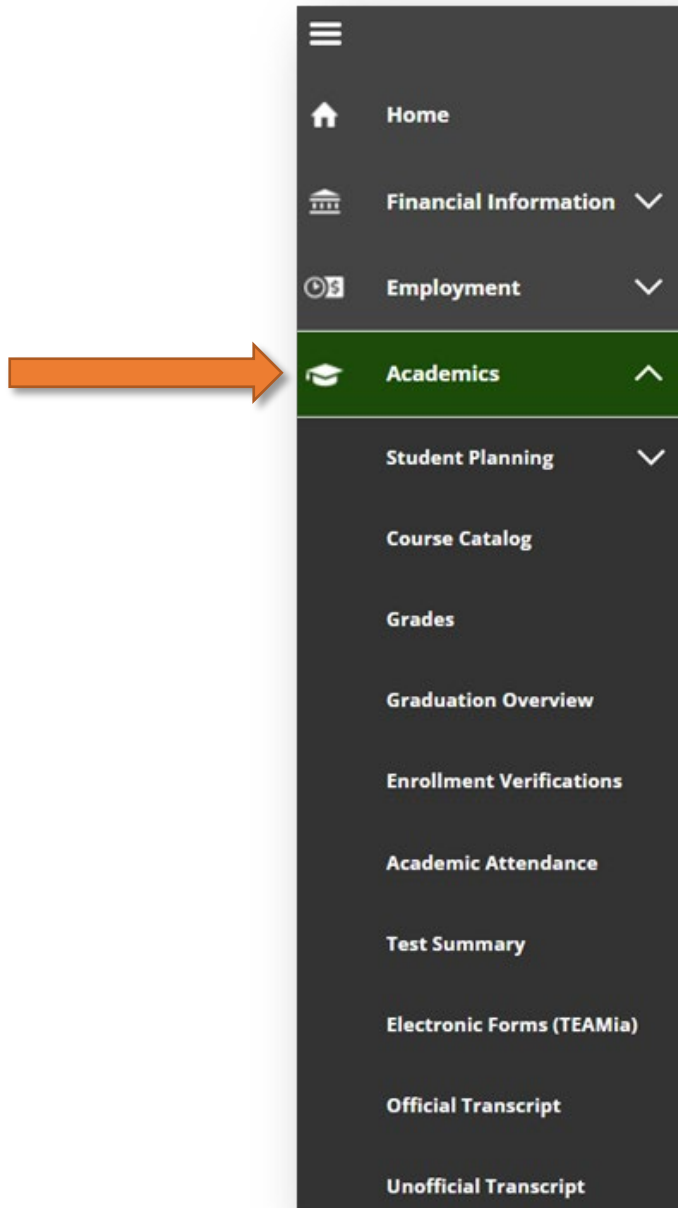 Home
Financial Information
Employment
$
Academics
Student Planning
Course Catalog
Grades
Graduation Overview
Enrollment Verifications
Academic Attendance
Test Summary
Electronic Forms (TEAMia)
Official Transcript
Unofficial Transcript